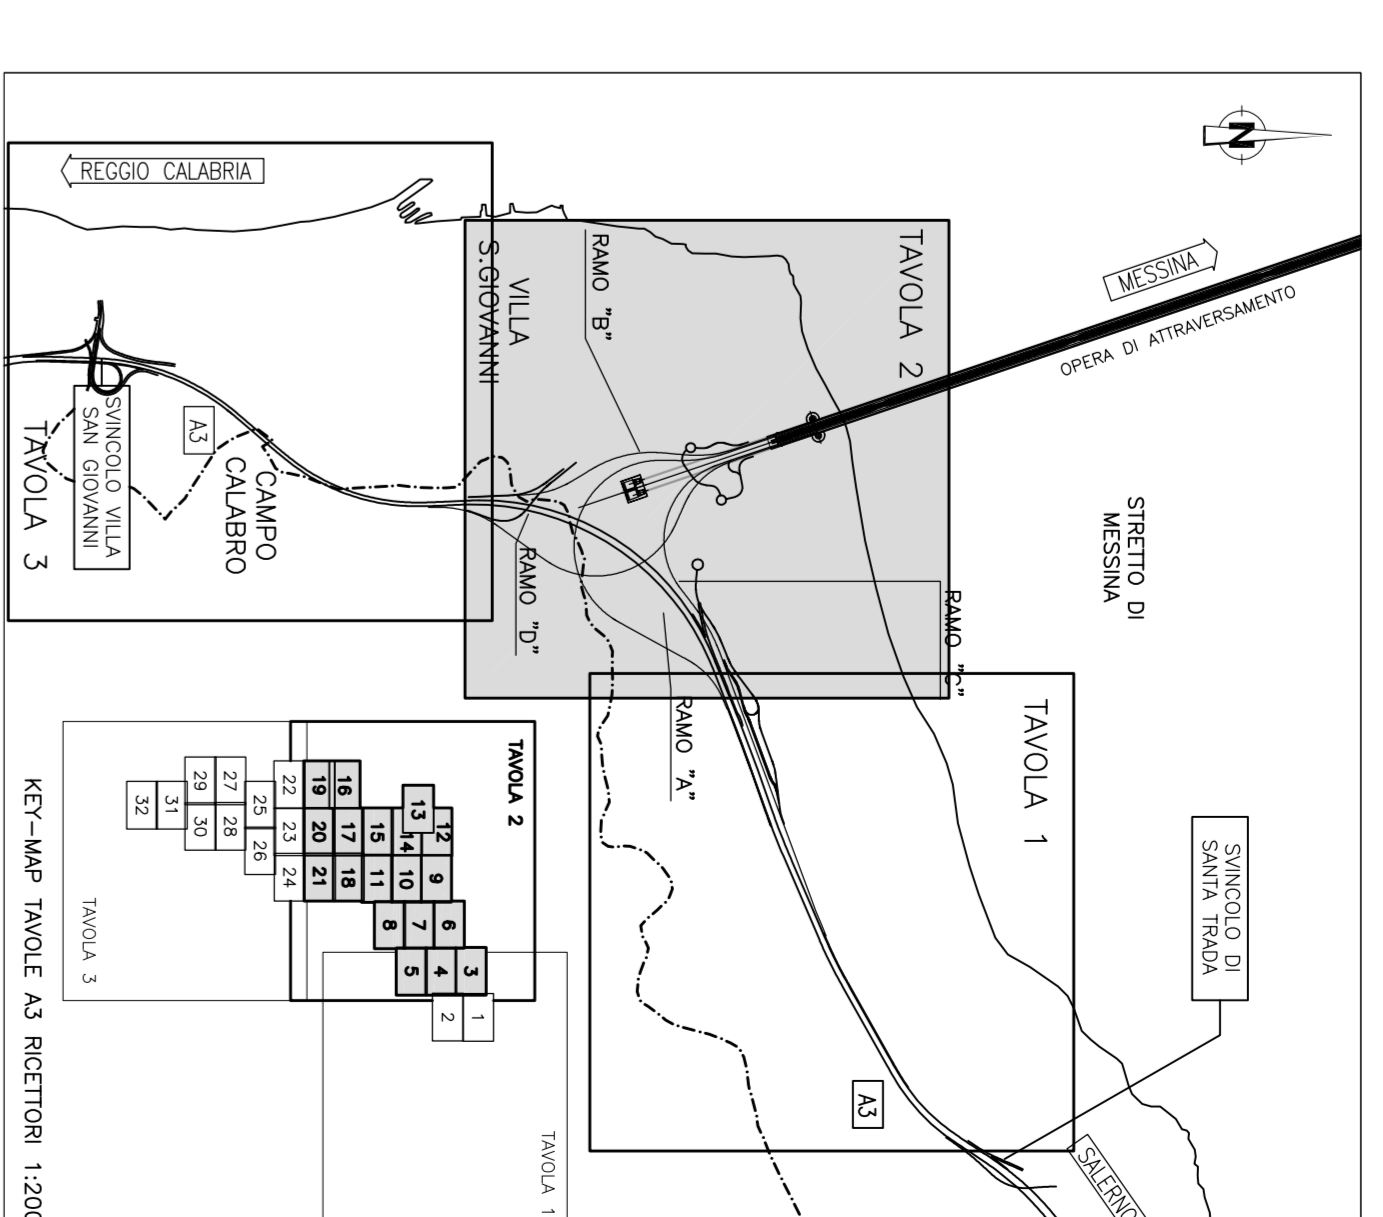 N
REGGIO CALABRIA
MESSINA
OPERA DI ATTRAVERSAMENTO
STRETTO DI
MESSINA
TAVOLA 2
RAMO "B"
VILLA
S.GIOVANNI
RAMO "D"
RAMO "C"
RAMO "A"
TAVOLA 1
SVINCOLO DI
SANTA TRADA
A3
SALERNO
A3
CAMPO
CALABRO
SVINCOLO VILLA
SAN GIOVANNI
TAVOLA 3
TAVOLA 2
12
13
14
15
16
17
18
19
20
21
9
10
11
6
7
8
3
4
5
1
2
22
23
24
25
26
27
28
29
30
31
32
TAVOLA 3
TAVOLA 1
KEY-MAP TAVOLE A3 RICETTORI